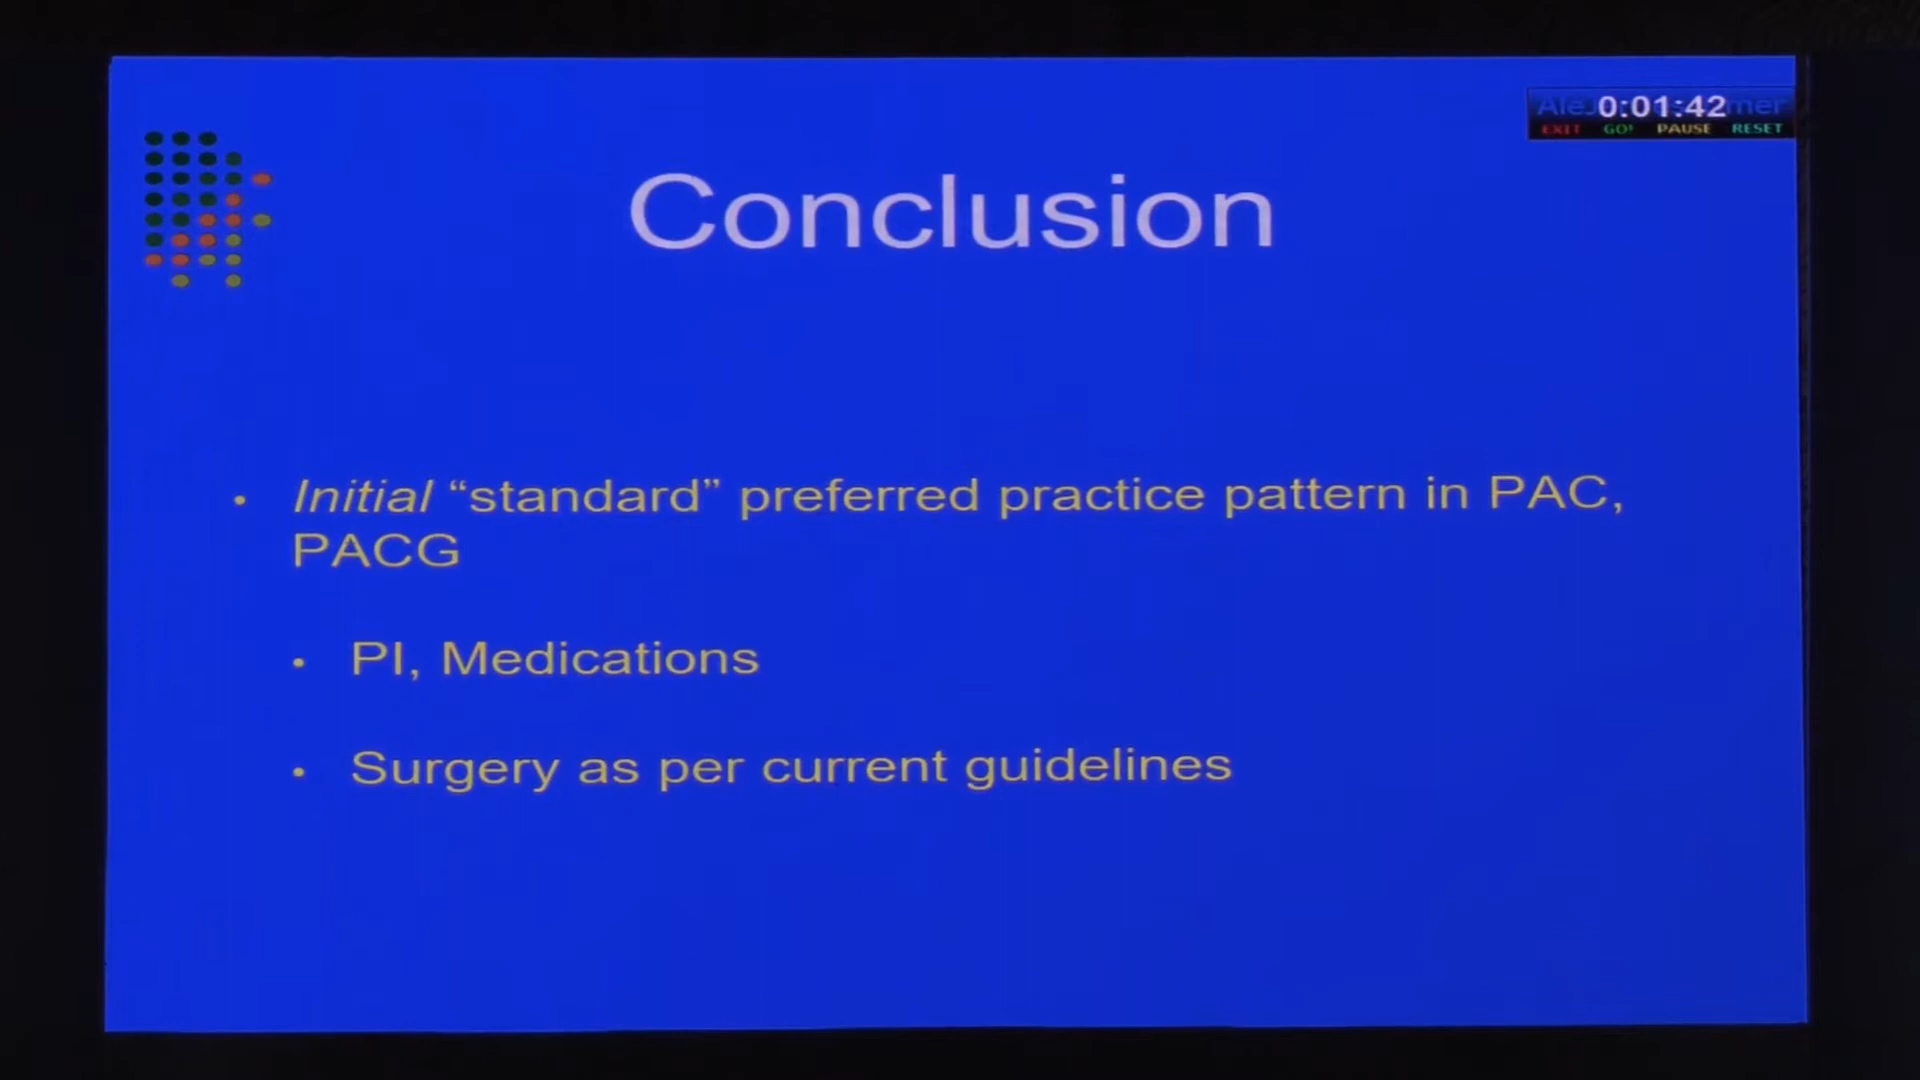 0:01:42
EXIT GO! PAUSE RESET
Conclusion
• Initial “standard” preferred practice pattern in PAC,
PACG
• PI, Medications
• Surgery as per current guidelines